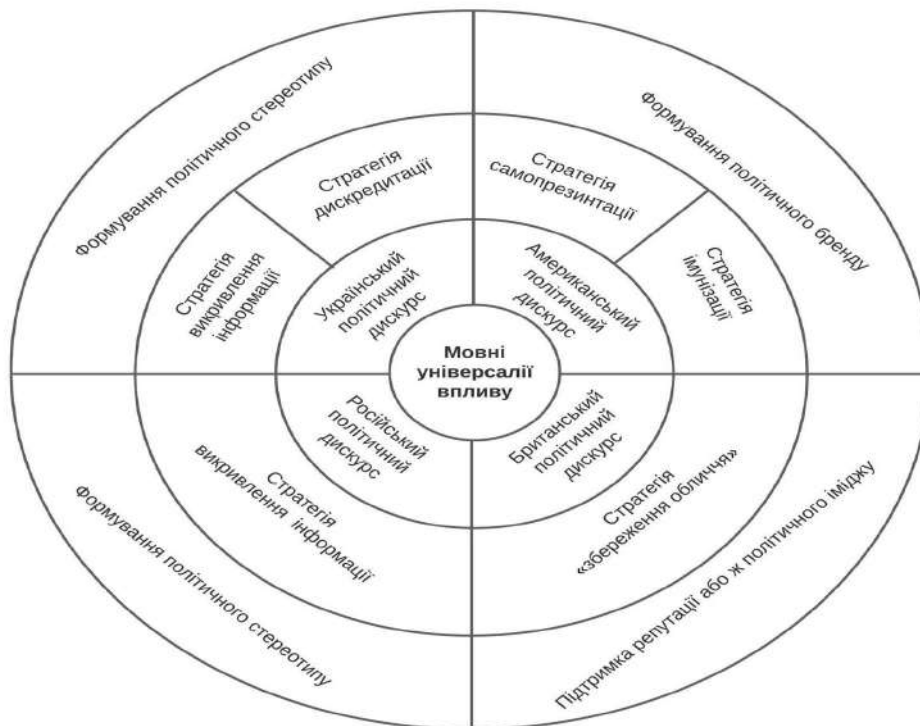 Формування політичного стереотипу
Формування політичного бренду
Стратегія
дискредитації
Стратегія
самопрезинтації
Стратегія
викривлення
інформації
Український
політичний
дискурс
Американський
політичний
дискурс
Стратегія
імунізації
Мовні
універсалії
впливу
Російський
політичний
дискурс
Британський
політичний
дискурс
Стратегія
викривлення інформації
Стратегія
«збереження обличчя»
Формування політичного стереотипу
Підтримка репутації або ж політичного іміджу